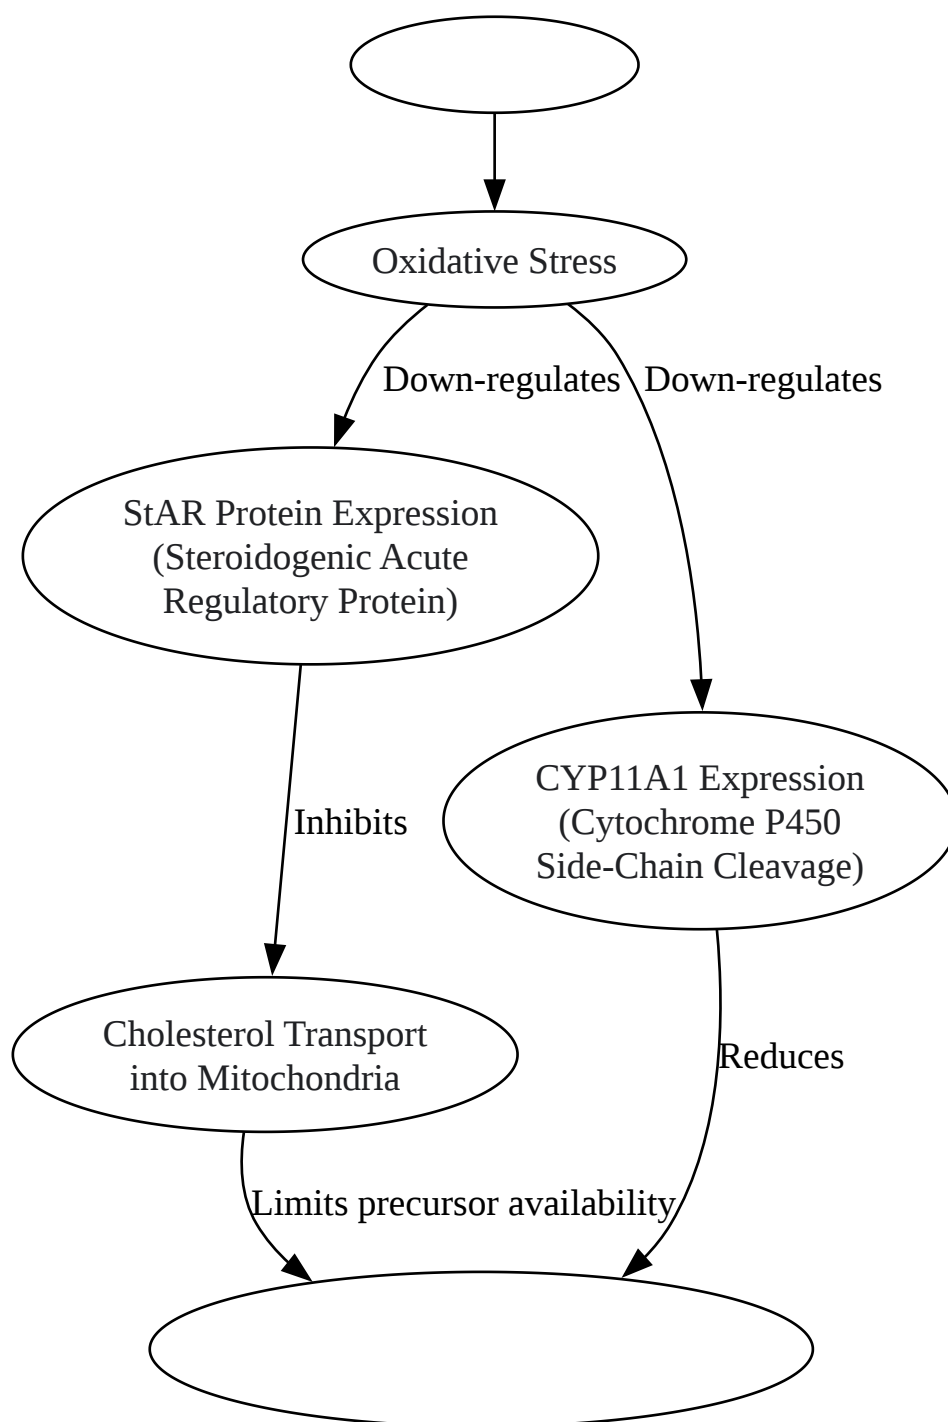 Oxidative Stress
Down-regulates
Down-regulates
StAR Protein Expression
(Steroidogenic Acute
Regulatory Protein)
CYP11A1 Expression
(Cytochrome P450
Side-Chain Cleavage)
Inhibits
Cholesterol Transport
into Mitochondria
Reduces
Limits precursor availability